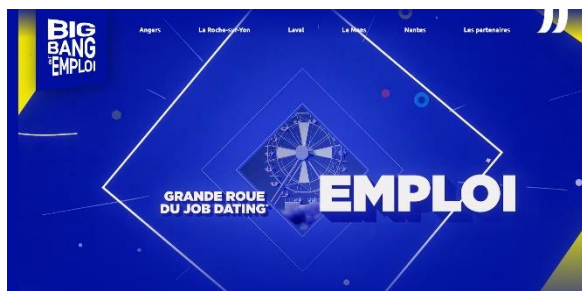 BIG
BANG
de l'EMPLOI
Angers
La Roche-sur-Yon
Laval
Le Mans
Nantes
Les partenaires
GRANDE ROUE
DU JOB DATING
EMPLOI